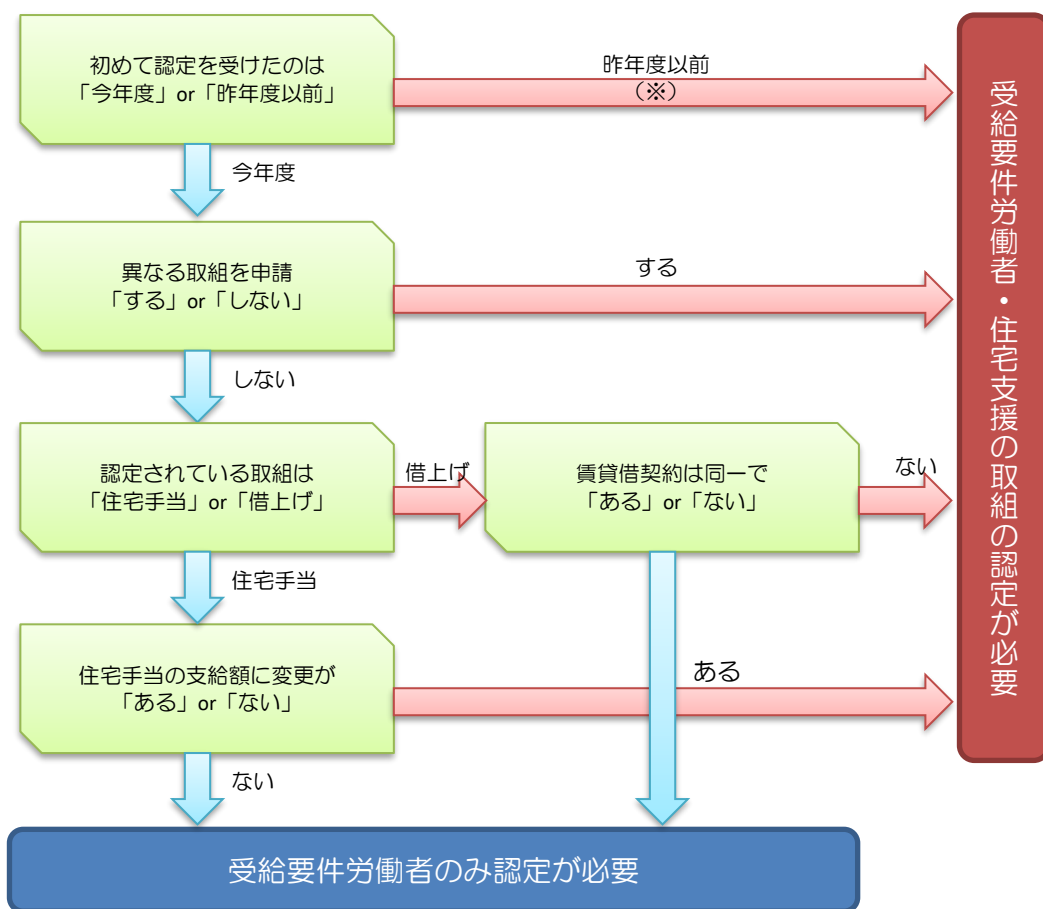 初めて認定を受けたのは
「今年度」or「昨年度以前」
昨年度以前
（※）
今年度
異なる取組を申請
「する」or「しない」
する
しない
認定されている取組は
「住宅手当」or「借上げ」
借上げ
賃貸借契約は同一で
「ある」or「ない」
ない
住宅手当
住宅手当の支給額に変更が
「ある」or「ない」
ある
ない
受給要件労働者・住宅支援の取組の認定が必要
受給要件労働者のみ認定が必要